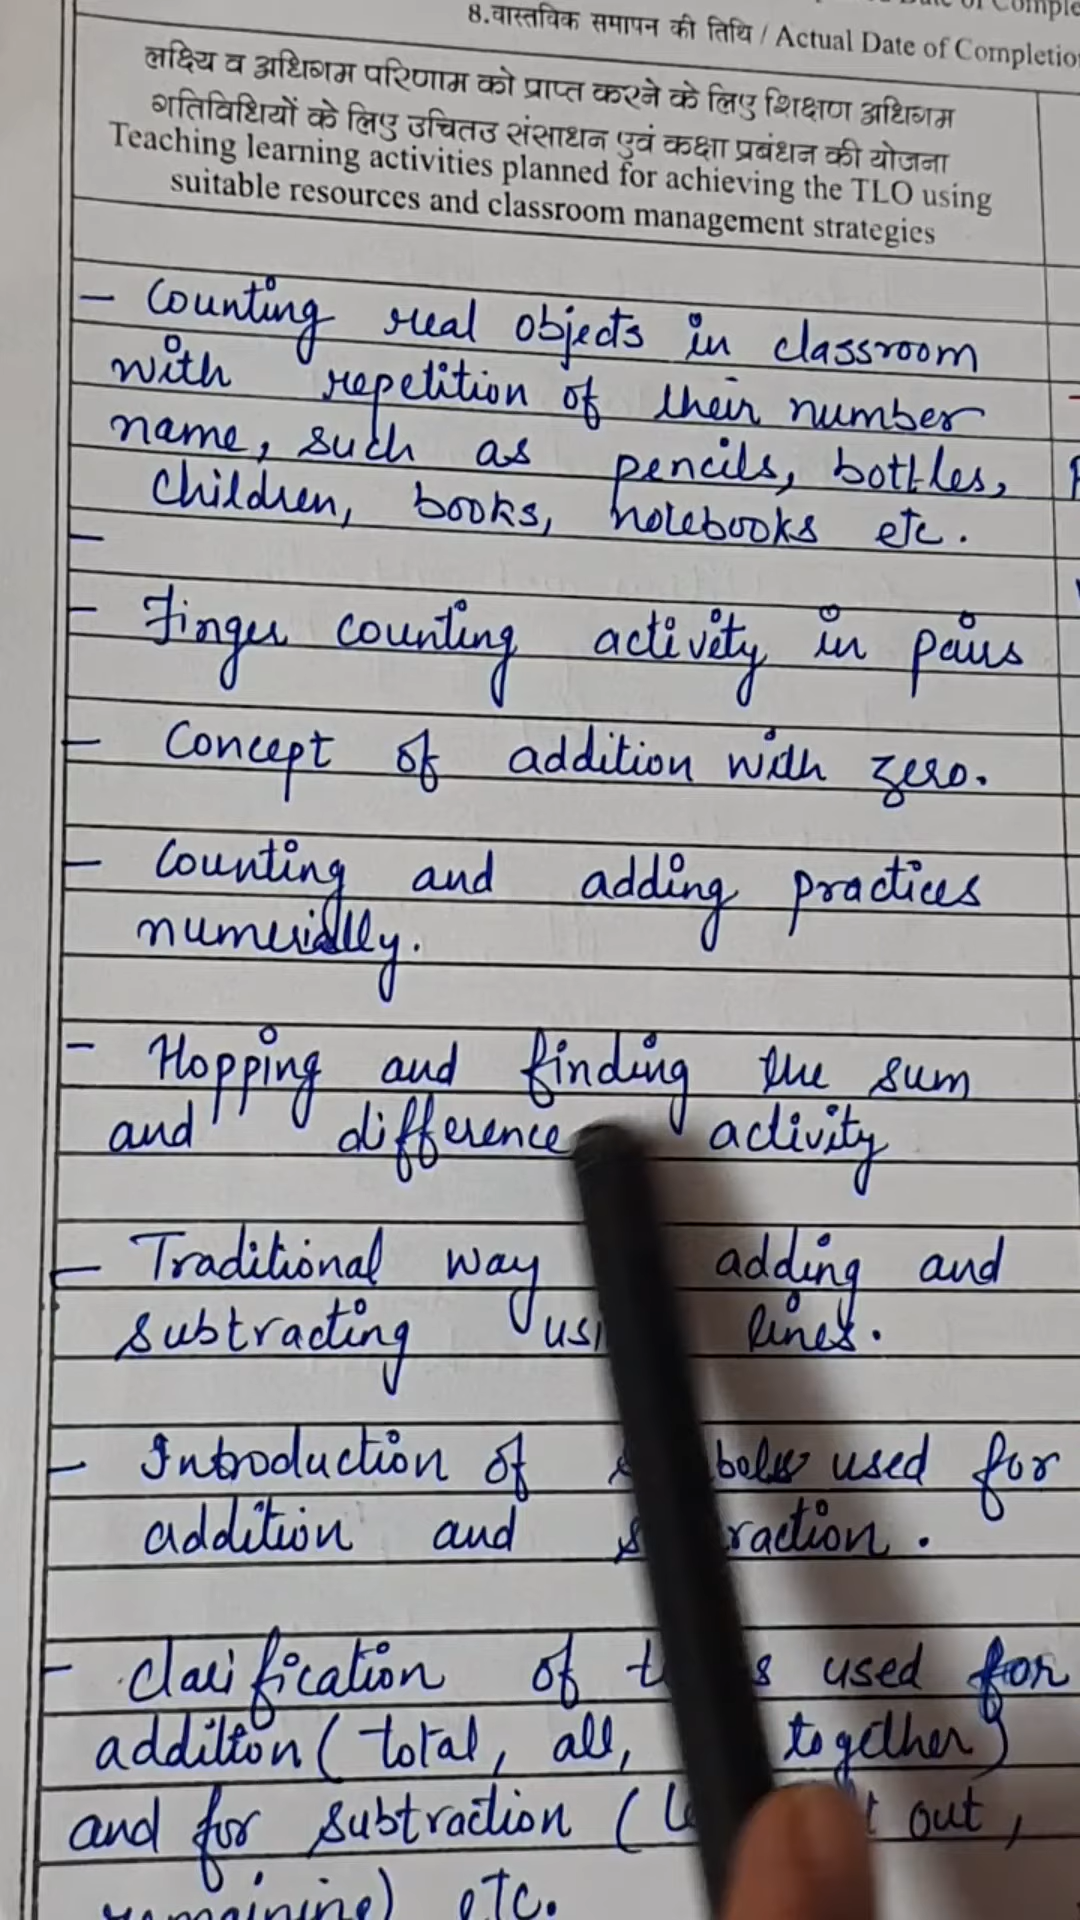 of Comple
8.वास्तविक समापन की तिथि / Actual Date of Completion
लक्ष्यि व अधिगम परिणाम को प्राप्त करने के लिए शिक्षण अधिगम
गतिविधियों के लिए उचितउ संसाधन एवं कक्षा प्रबंधन की योजना
Teaching learning activities planned for achieving the TLO using
suitable resources and classroom management strategies
- Counting real objects in classroom
with repetition of their number
name, such as pencils, bottles,
children, books, notebooks etc.
-
- Finger counting activity in pairs
- Concept of addition with zero.
- Counting and adding practices
- Hopping and finding the sum
and difference activity
- Traditional way adding and
subtracting lines.
- Introduction of used for
addition and
- Clarification of used for
addition (total, all, together)
and for subtraction ( out,
remaining) etc.